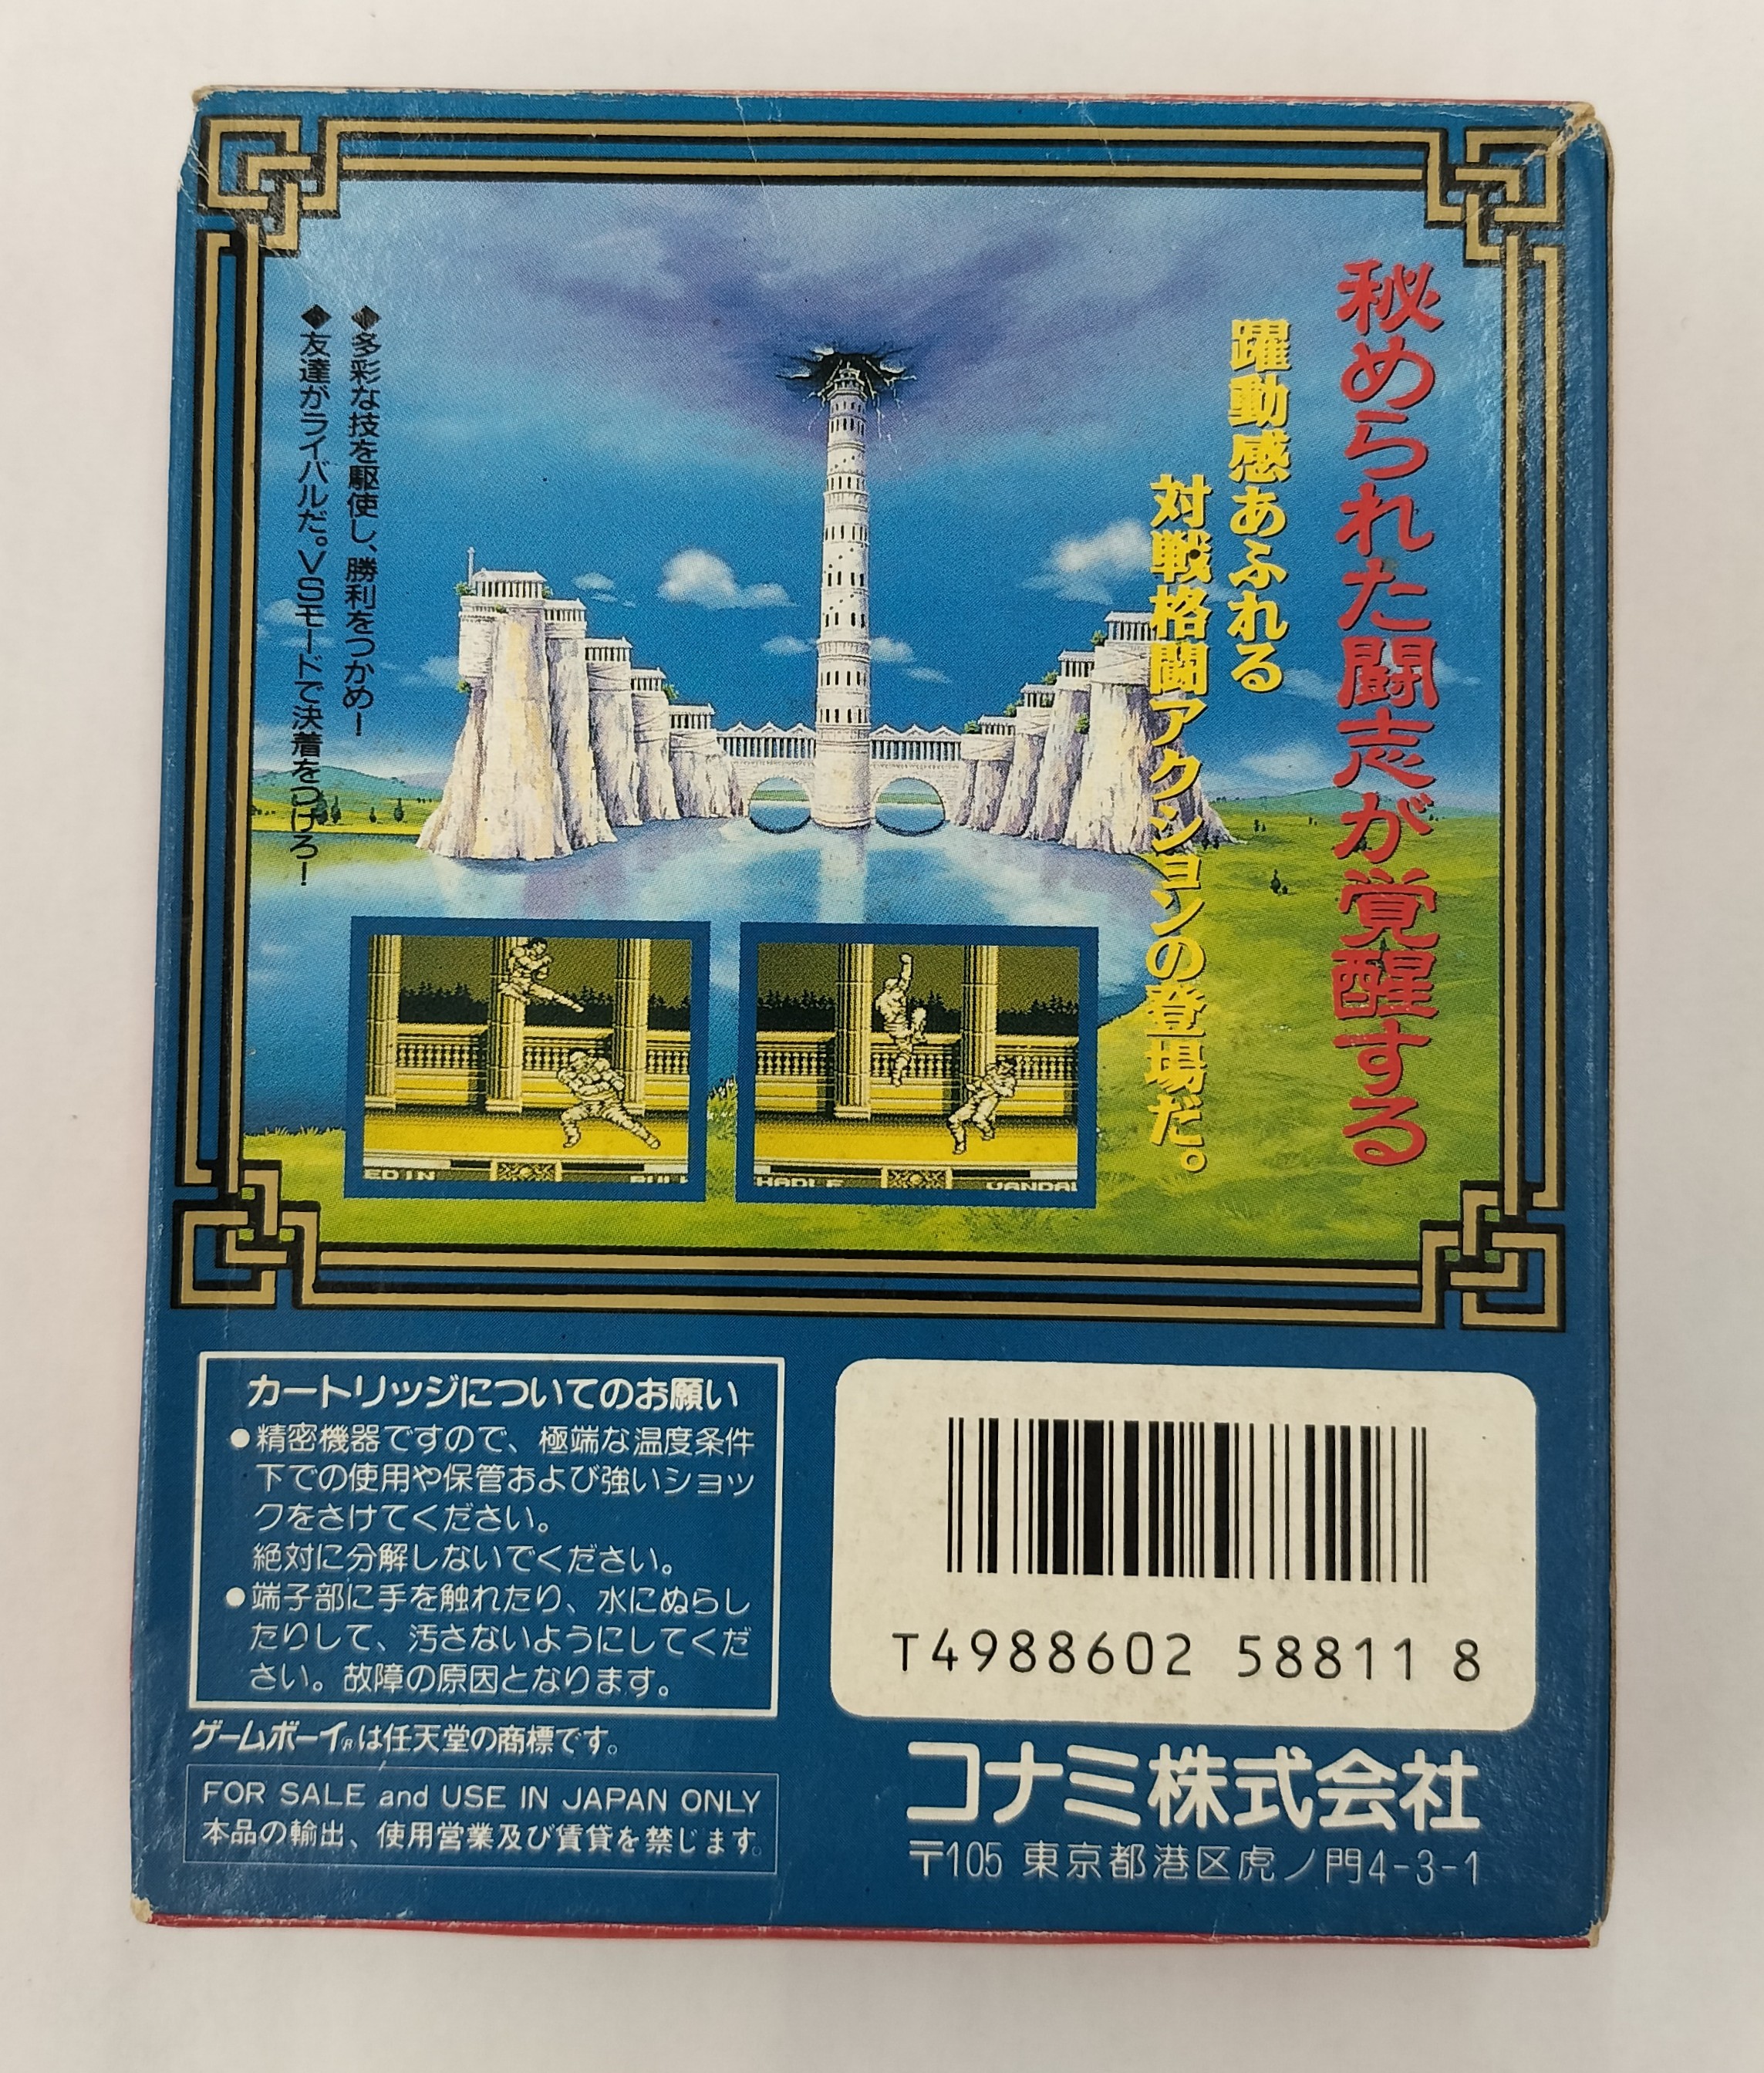 秘められた闘志が覚醒する
躍動感あふれる
対戦格闘アクションの登場だ。
◆多彩な技を駆使し、勝利をつかめ！
◆友達がライバルだ。VSモードで決着をつけろ！
EDIN
HADLE
VANDAL
カートリッジについてのお願い
●精密機器ですので、極端な温度条件
下での使用や保管および強いショッ
クをさけてください。
絶対に分解しないでください。
●端子部に手を触れたり、水にぬらし
たりして、汚さないようにしてくだ
さい。故障の原因となります。
ゲームボーイ®は任天堂の商標です。
FOR SALE and USE IN JAPAN ONLY
本品の輸出、使用営業及び賃貸を禁じます。
T4988602 58811 8
コナミ株式会社
〒105 東京都港区虎ノ門4-3-1